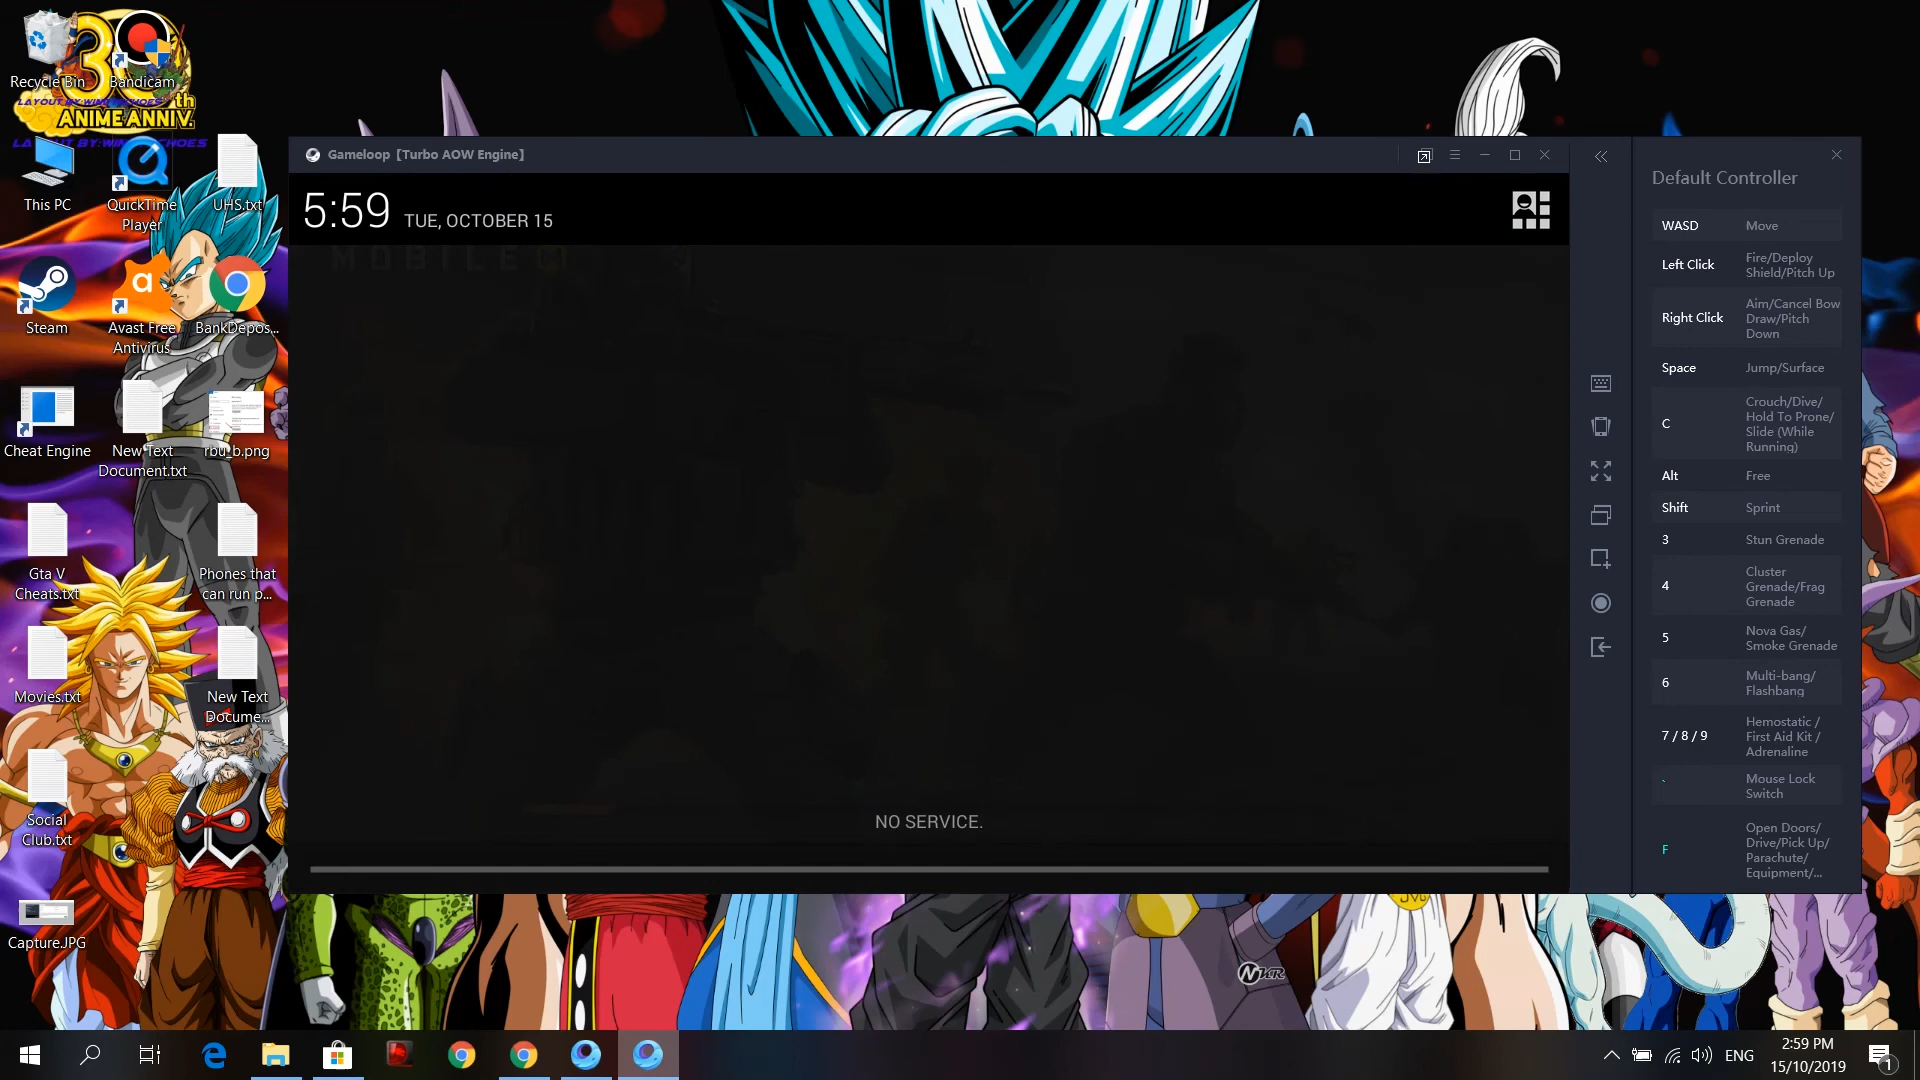 Recycle Bin
Bandicam
30th
LAYOUT BY:WINDYECHOES
ANIME ANNIV.
This PC
QuickTime
Player
UHS.txt
Steam
Avast Free
Antivirus
BankDepos...
Cheat Engine
New Text
Document.txt
rbu_b.png
Gta V
Cheats.txt
Phones that
can run p...
Movies.txt
New Text
Docume...
Social
Club.txt
Capture.JPG
Gameloop【Turbo AOW Engine】
5:59 TUE, OCTOBER 15
MOBILE
NO SERVICE.
Default Controller
WASD Move
Left Click Fire/Deploy
Shield/Pitch Up
Right Click Aim/Cancel Bow
Draw/Pitch
Down
Space Jump/Surface
C Crouch/Dive/
Hold To Prone/
Slide (While
Running)
Alt Free
Shift Sprint
3 Stun Grenade
4 Cluster
Grenade/Frag
Grenade
5 Nova Gas/
Smoke Grenade
6 Multi-bang/
Flashbang
7 / 8 / 9 Hemostatic /
First Aid Kit /
Adrenaline
` Mouse Lock
Switch
F Open Doors/
Drive/Pick Up/
Parachute/
Equipment/...
ENG
2:59 PM
15/10/2019
1